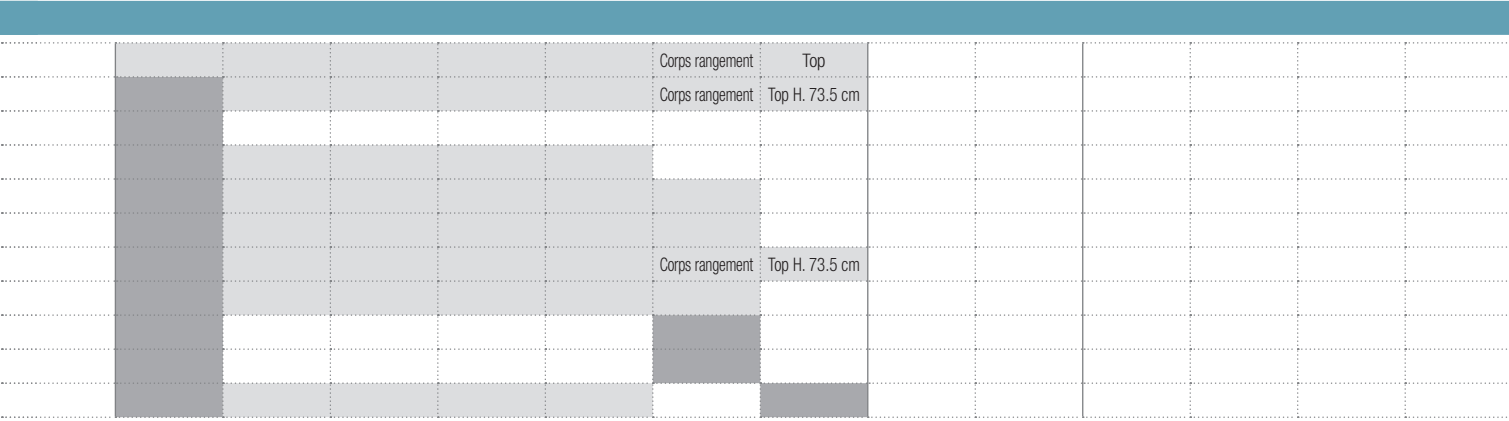 Corps rangement Top
Corps rangement Top H. 73.5 cm
Corps rangement Top H. 73.5 cm